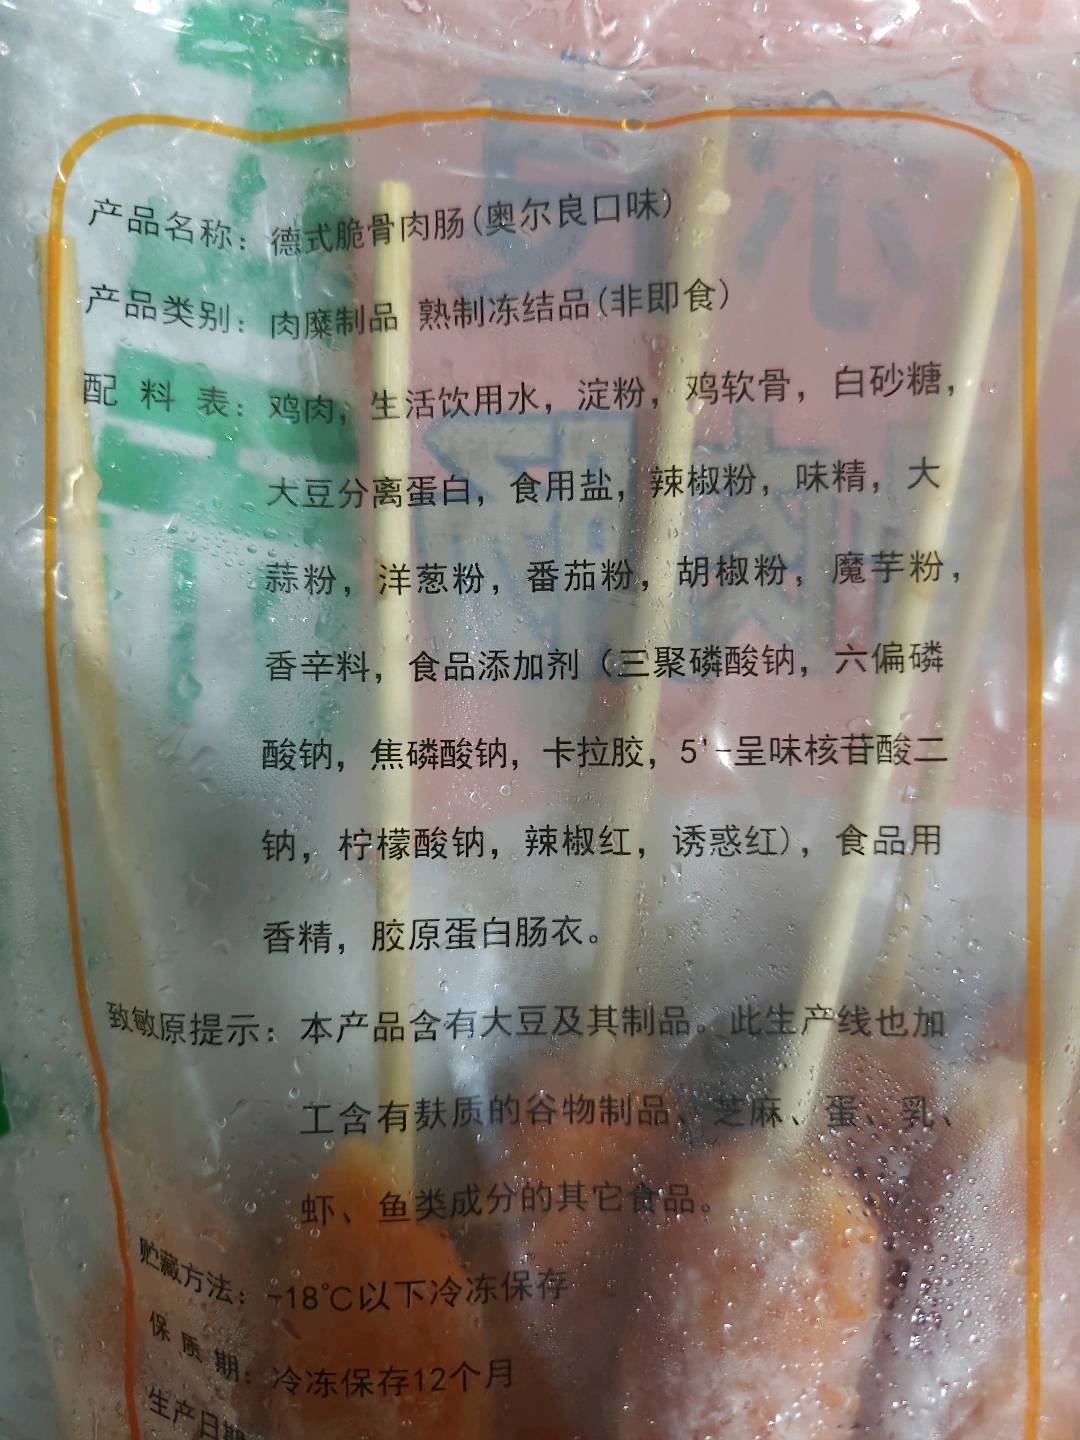 产品名称：德式脆骨肉肠(奥尔良口味)
产品类别：肉糜制品 熟制冻结品(非即食)
配 料 表：鸡肉，生活饮用水，淀粉，鸡软骨，白砂糖，
大豆分离蛋白，食用盐，辣椒粉，味精，大
蒜粉，洋葱粉，番茄粉，胡椒粉，魔芋粉，
香辛料，食品添加剂（三聚磷酸钠，六偏磷
酸钠，焦磷酸钠，卡拉胶，5'-呈味核苷酸二
钠，柠檬酸钠，辣椒红，诱惑红)，食品用
香精，胶原蛋白肠衣。
致敏原提示：本产品含有大豆及其制品。此生产线也加
工含有麸质的谷物制品、芝麻、蛋、乳、
虾、鱼类成分的其它食品。
贮藏方法：-18℃以下冷冻保存
保 质 期：冷冻保存12个月
生产日期